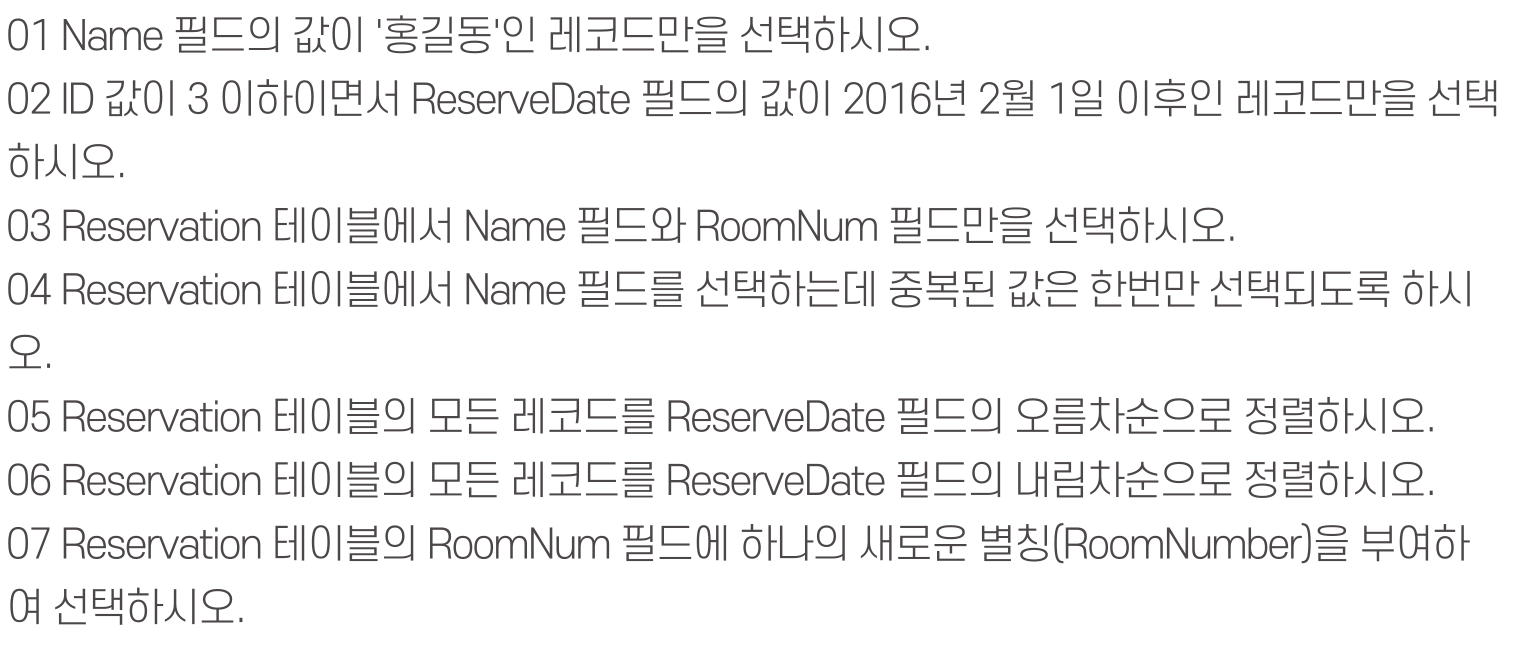 01 Name 필드의 값이 '홍길동'인 레코드만을 선택하시오.
02 ID 값이 3 이하이면서 ReserveDate 필드의 값이 2016년 2월 1일 이후인 레코드만을 선택
하시오.
03 Reservation 테이블에서 Name 필드와 RoomNum 필드만을 선택하시오.
04 Reservation 테이블에서 Name 필드를 선택하는데 중복된 값은 한번만 선택되도록 하시
오.
05 Reservation 테이블의 모든 레코드를 ReserveDate 필드의 오름차순으로 정렬하시오.
06 Reservation 테이블의 모든 레코드를 ReserveDate 필드의 내림차순으로 정렬하시오.
07 Reservation 테이블의 RoomNum 필드에 하나의 새로운 별칭(RoomNumber)을 부여하
여 선택하시오.